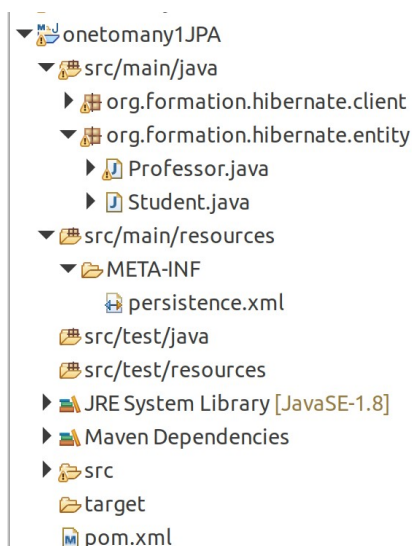 onetomany1JPA
src/main/java
org.formation.hibernate.client
org.formation.hibernate.entity
Professor.java
Student.java
src/main/resources
META-INF
persistence.xml
src/test/java
src/test/resources
JRE System Library [JavaSE-1.8]
Maven Dependencies
src
target
pom.xml